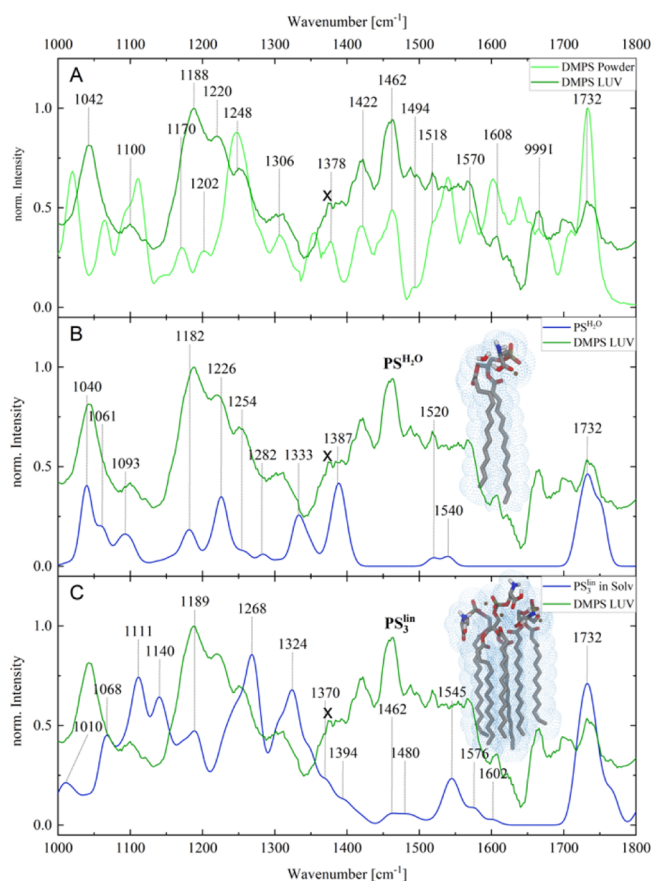 Wavenumber [cm⁻¹]
1000 1100 1200 1300 1400 1500 1600 1700 1800
A
DMPS Powder
DMPS LUV
1042 1100 1170 1188 1202 1220 1248 1306 1378 1422 1462 1494 1518 1570 1608 9991 1732
x
norm. Intensity
1.0
0.5
0.0
B
PS^H₂O
DMPS LUV
1040 1061 1093 1182 1226 1254 1282 1333 1387 1520 1540 1732
PS^H₂O
x
norm. Intensity
1.0
0.5
0.0
C
PS₃^lin in Solv
DMPS LUV
1010 1068 1111 1140 1189 1268 1324 1370 1394 1462 1480 1545 1576 1602 1732
PS₃^lin
x
norm. Intensity
1.0
0.5
0.0
1000 1100 1200 1300 1400 1500 1600 1700 1800
Wavenumber [cm⁻¹]